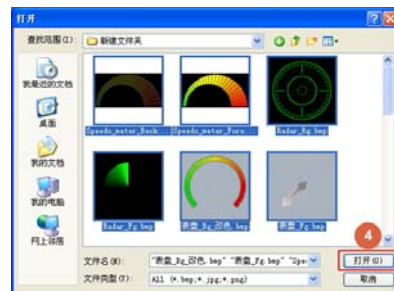 打开
查找范围(I):
新建文件夹
我最近的文档
桌面
我的文档
我的电脑
网上邻居
Speedo_meter_Back
Speedo_meter_Fore
Radar_Bg.bmp
Radar_Fg.bmp
表盘_Bg_改色.bmp
表盘_Fg.bmp
4
文件名(N):
"表盘_Bg_改色.bmp" "表盘_Fg.bmp" "Spe
打开(O)
文件类型(T):
All (*.bmp;*.jpg;*.png)
取消